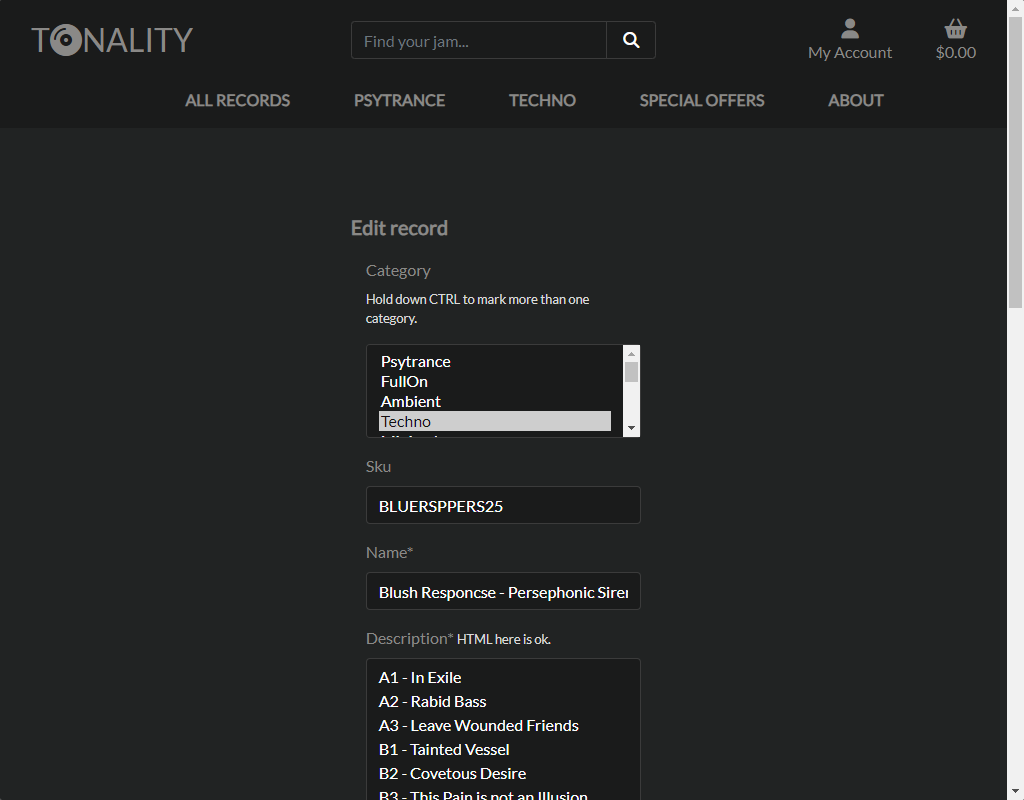 TONALITY
Find your jam...
My Account
$0.00
ALL RECORDS PSYTRANCE TECHNO SPECIAL OFFERS ABOUT
Edit record
Category
Hold down CTRL to mark more than one
category.
Psytrance
FullOn
Ambient
Techno
Sku
BLUERSPPERS25
Name*
Blush Responcse - Persephonic Siren
Description* HTML here is ok.
A1 - In Exile
A2 - Rabid Bass
A3 - Leave Wounded Friends
B1 - Tainted Vessel
B2 - Covetous Desire
B3 - This Pain is not an Illusion